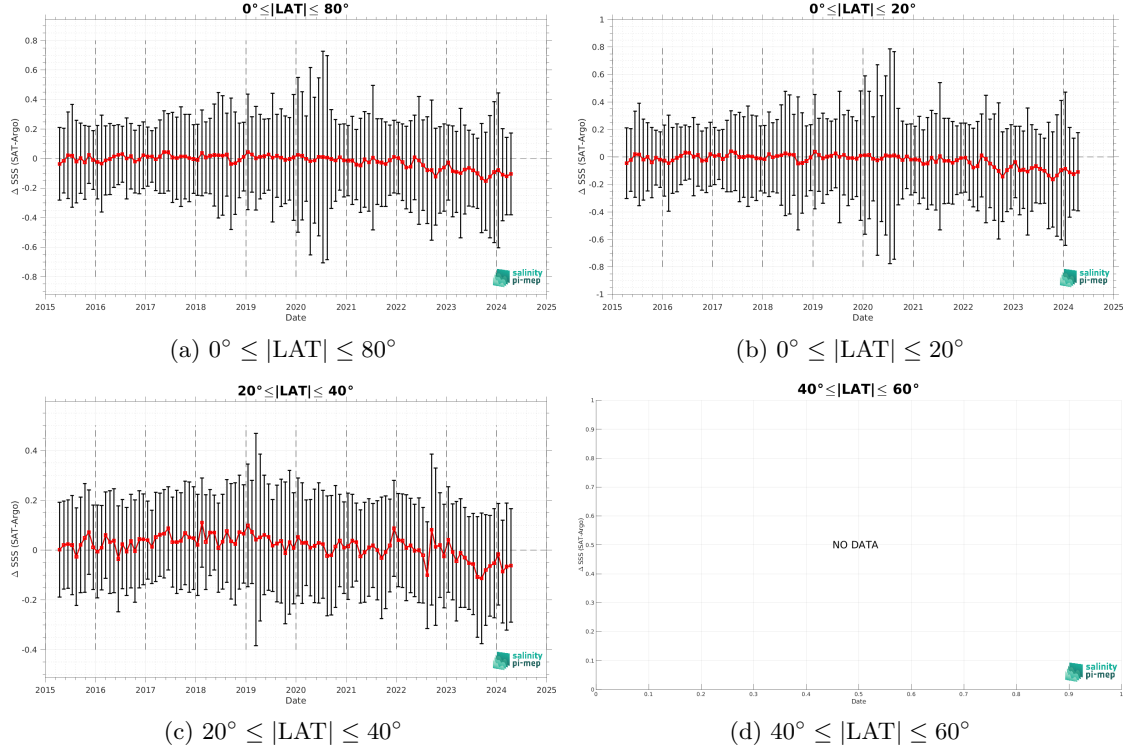 0°≤|LAT|≤ 80°
Δ SSS (SAT-Argo)
0.8
0.6
0.4
0.2
0
-0.2
-0.4
-0.6
-0.8
2015 2016 2017 2018 2019 2020 2021 2022 2023 2024 2025
Date
salinity
pi-mep
(a) 0° ≤ |LAT| ≤ 80°
0°≤|LAT|≤ 20°
Δ SSS (SAT-Argo)
1
0.8
0.6
0.4
0.2
0
-0.2
-0.4
-0.6
-0.8
-1
2015 2016 2017 2018 2019 2020 2021 2022 2023 2024 2025
Date
salinity
pi-mep
(b) 0° ≤ |LAT| ≤ 20°
20°≤|LAT|≤ 40°
Δ SSS (SAT-Argo)
0.4
0.2
0
-0.2
-0.4
2015 2016 2017 2018 2019 2020 2021 2022 2023 2024 2025
Date
salinity
pi-mep
(c) 20° ≤ |LAT| ≤ 40°
40°≤|LAT|≤ 60°
Δ SSS (SAT-Argo)
1
0.9
0.8
0.7
0.6
0.5
0.4
0.3
0.2
0.1
0
NO DATA
0 0.1 0.2 0.3 0.4 0.5 0.6 0.7 0.8 0.9 1
Date
salinity
pi-mep
(d) 40° ≤ |LAT| ≤ 60°